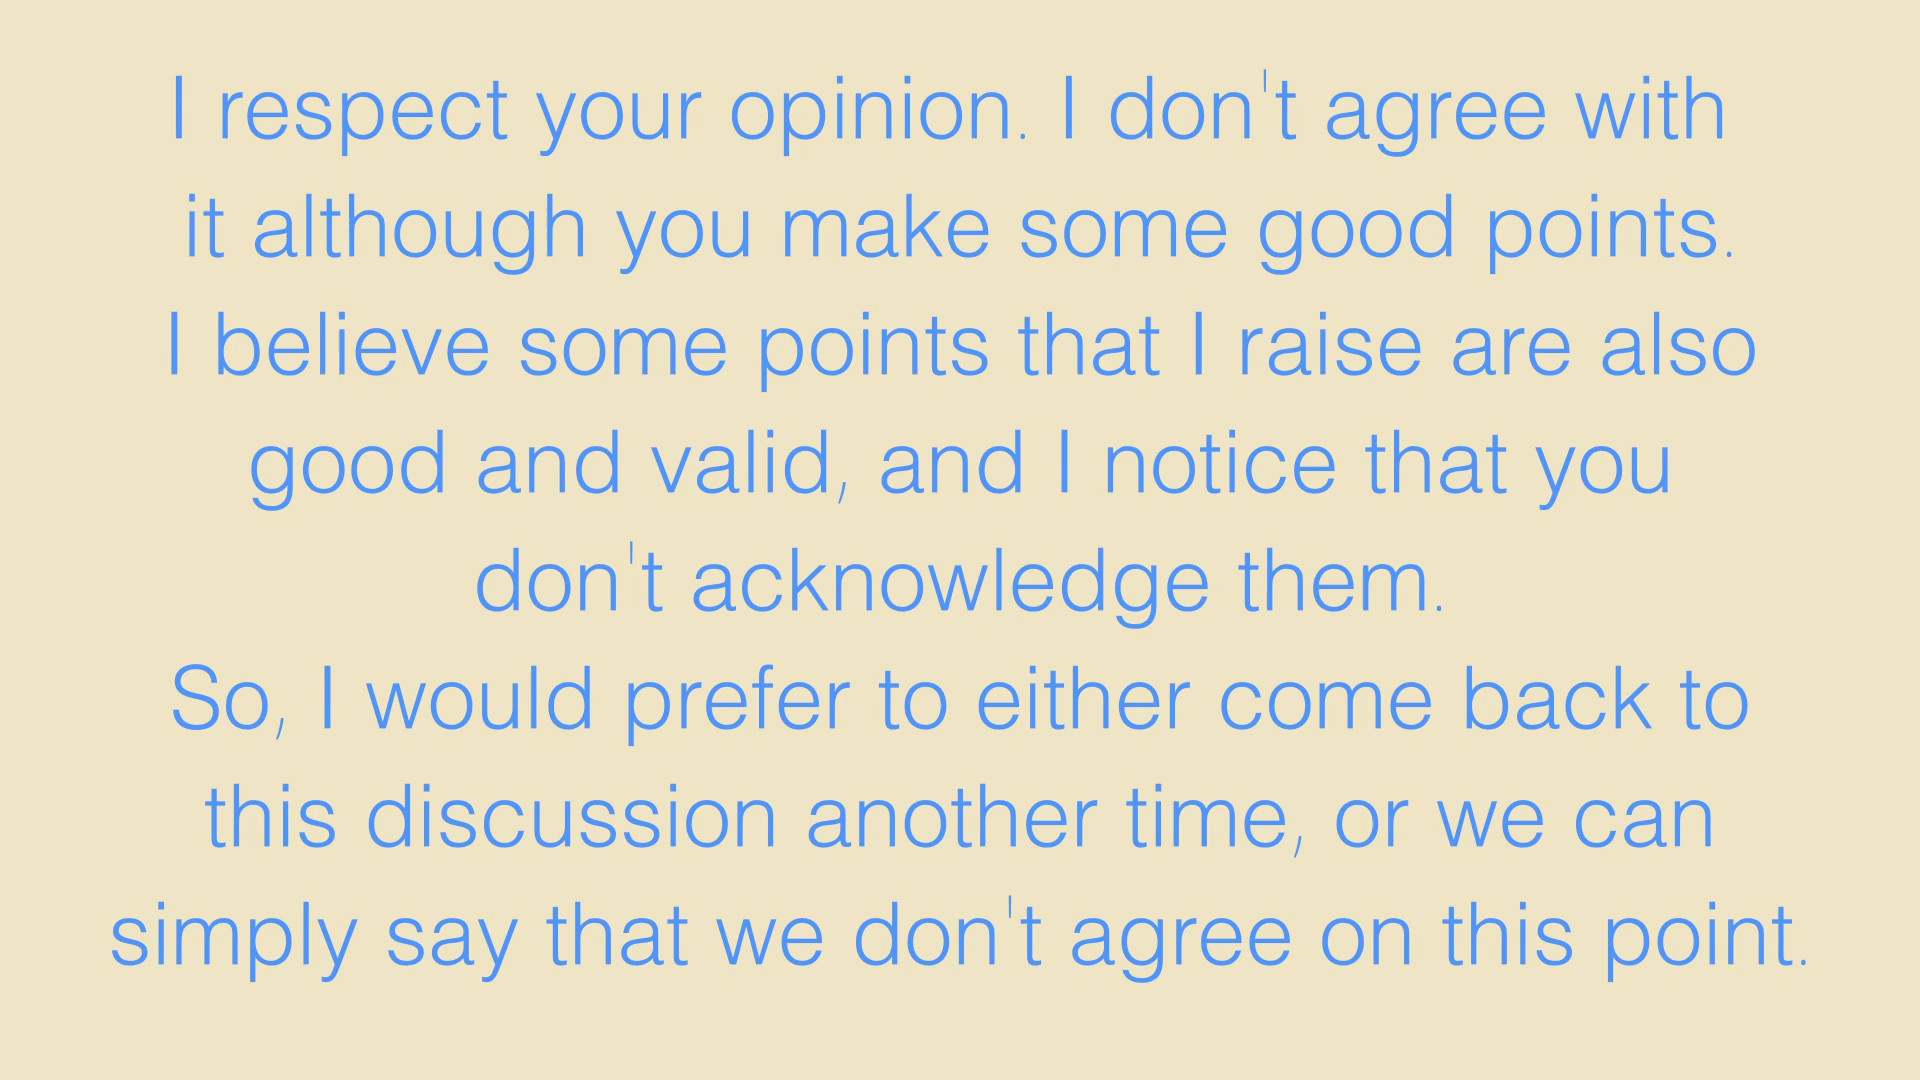 I respect your opinion. I don't agree with
it although you make some good points.
I believe some points that I raise are also
good and valid, and I notice that you
don't acknowledge them.
So, I would prefer to either come back to
this discussion another time, or we can
simply say that we don't agree on this point.